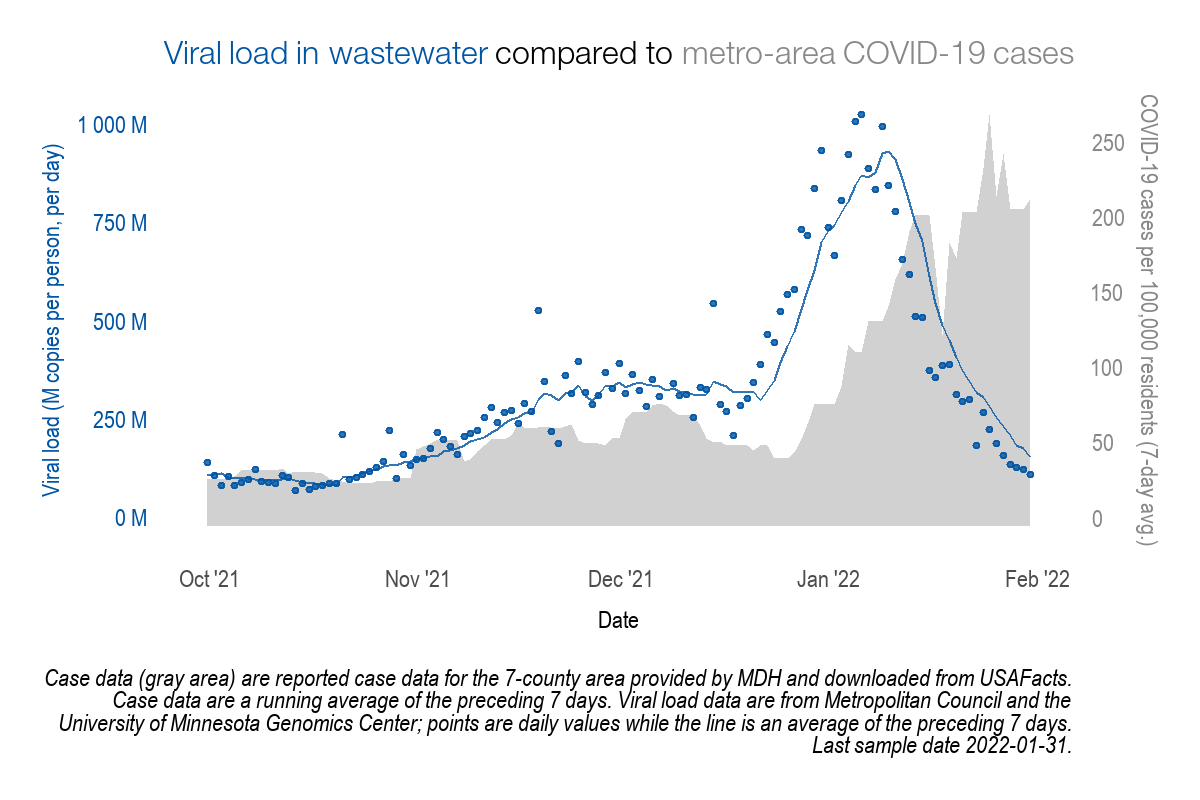 Viral load in wastewater compared to metro-area COVID-19 cases
1 000 M
750 M
500 M
250 M
0 M
Viral load (M copies per person, per day)
250
200
150
100
50
0
COVID-19 cases per 100,000 residents (7-day avg.)
Oct '21
Nov '21
Dec '21
Jan '22
Feb '22
Date
Case data (gray area) are reported case data for the 7-county area provided by MDH and downloaded from USAFacts.
Case data are a running average of the preceding 7 days. Viral load data are from Metropolitan Council and the
University of Minnesota Genomics Center; points are daily values while the line is an average of the preceding 7 days.
Last sample date 2022-01-31.